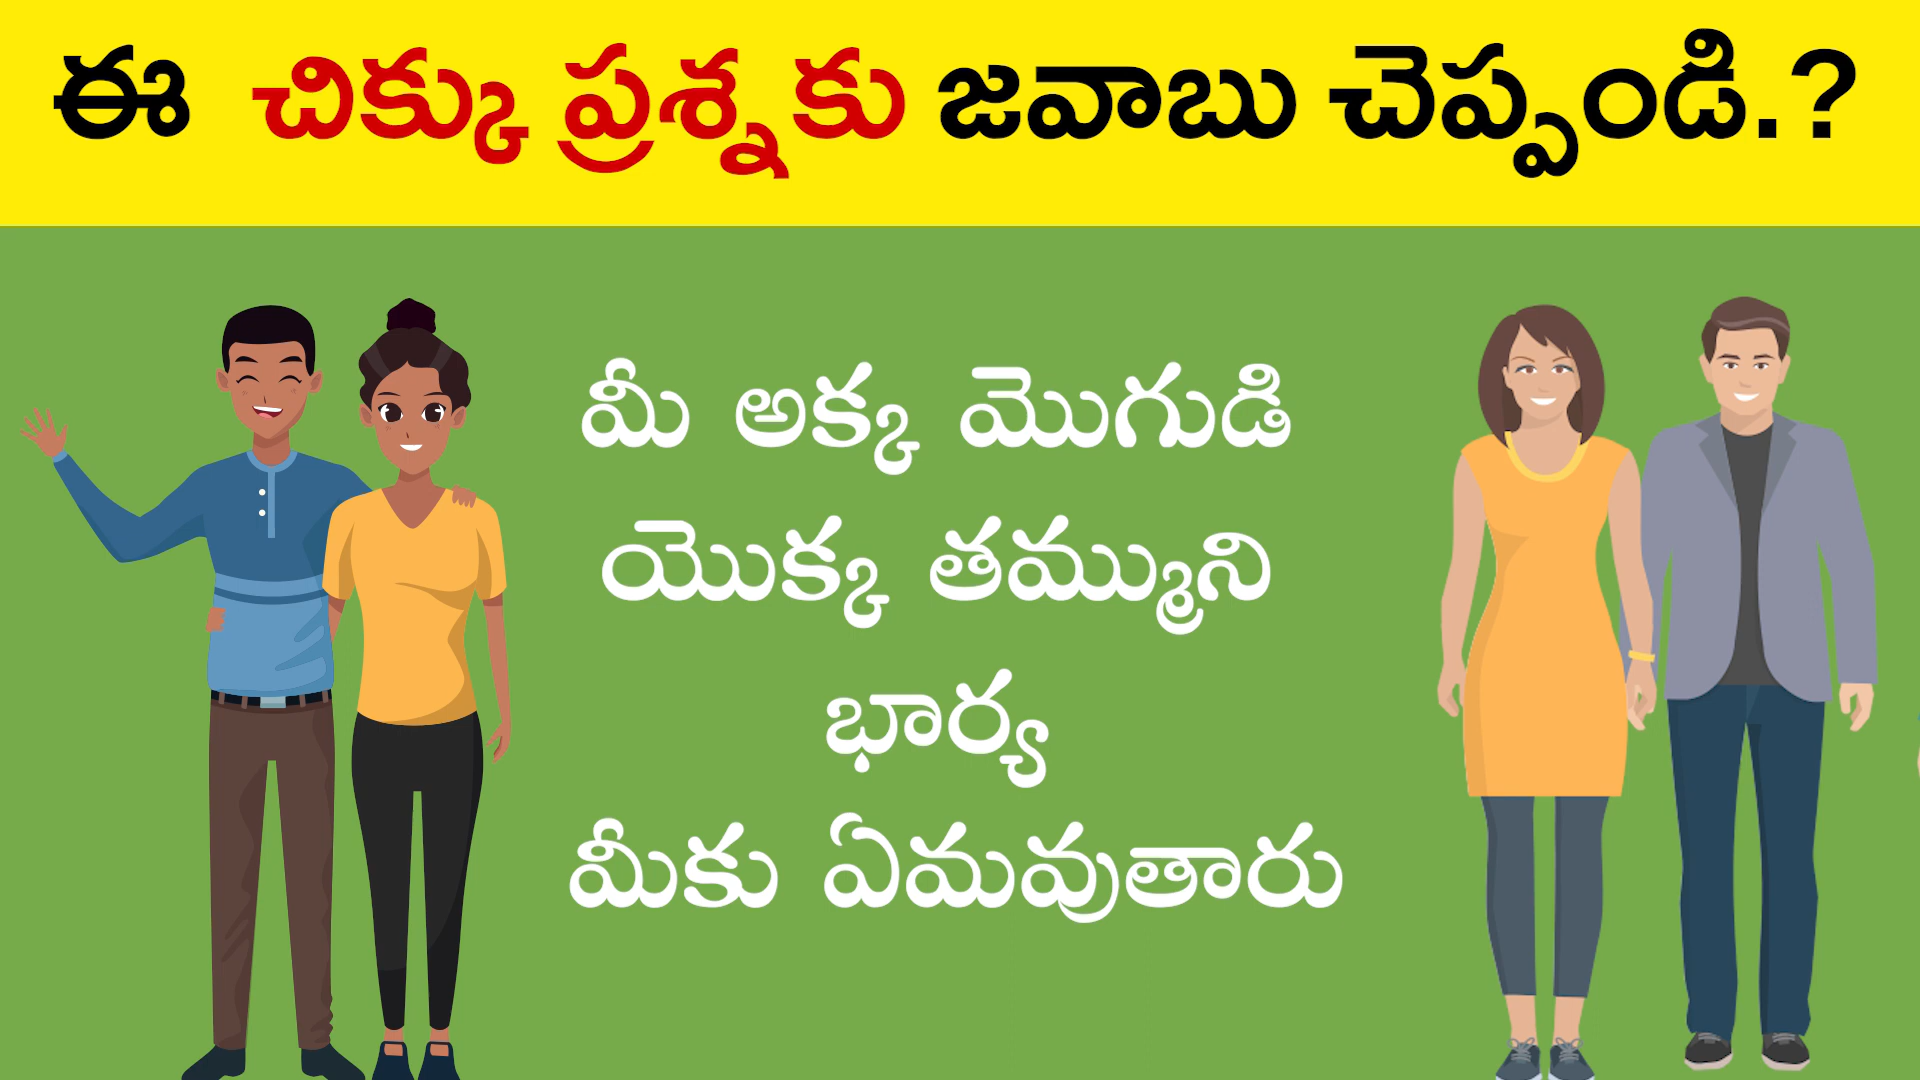 ఈ చిక్కు ప్రశ్నకు జవాబు చెప్పండి.?
మీ అక్క మొగుడి
యొక్క తమ్ముని
భార్య
మీకు ఏమవుతారు